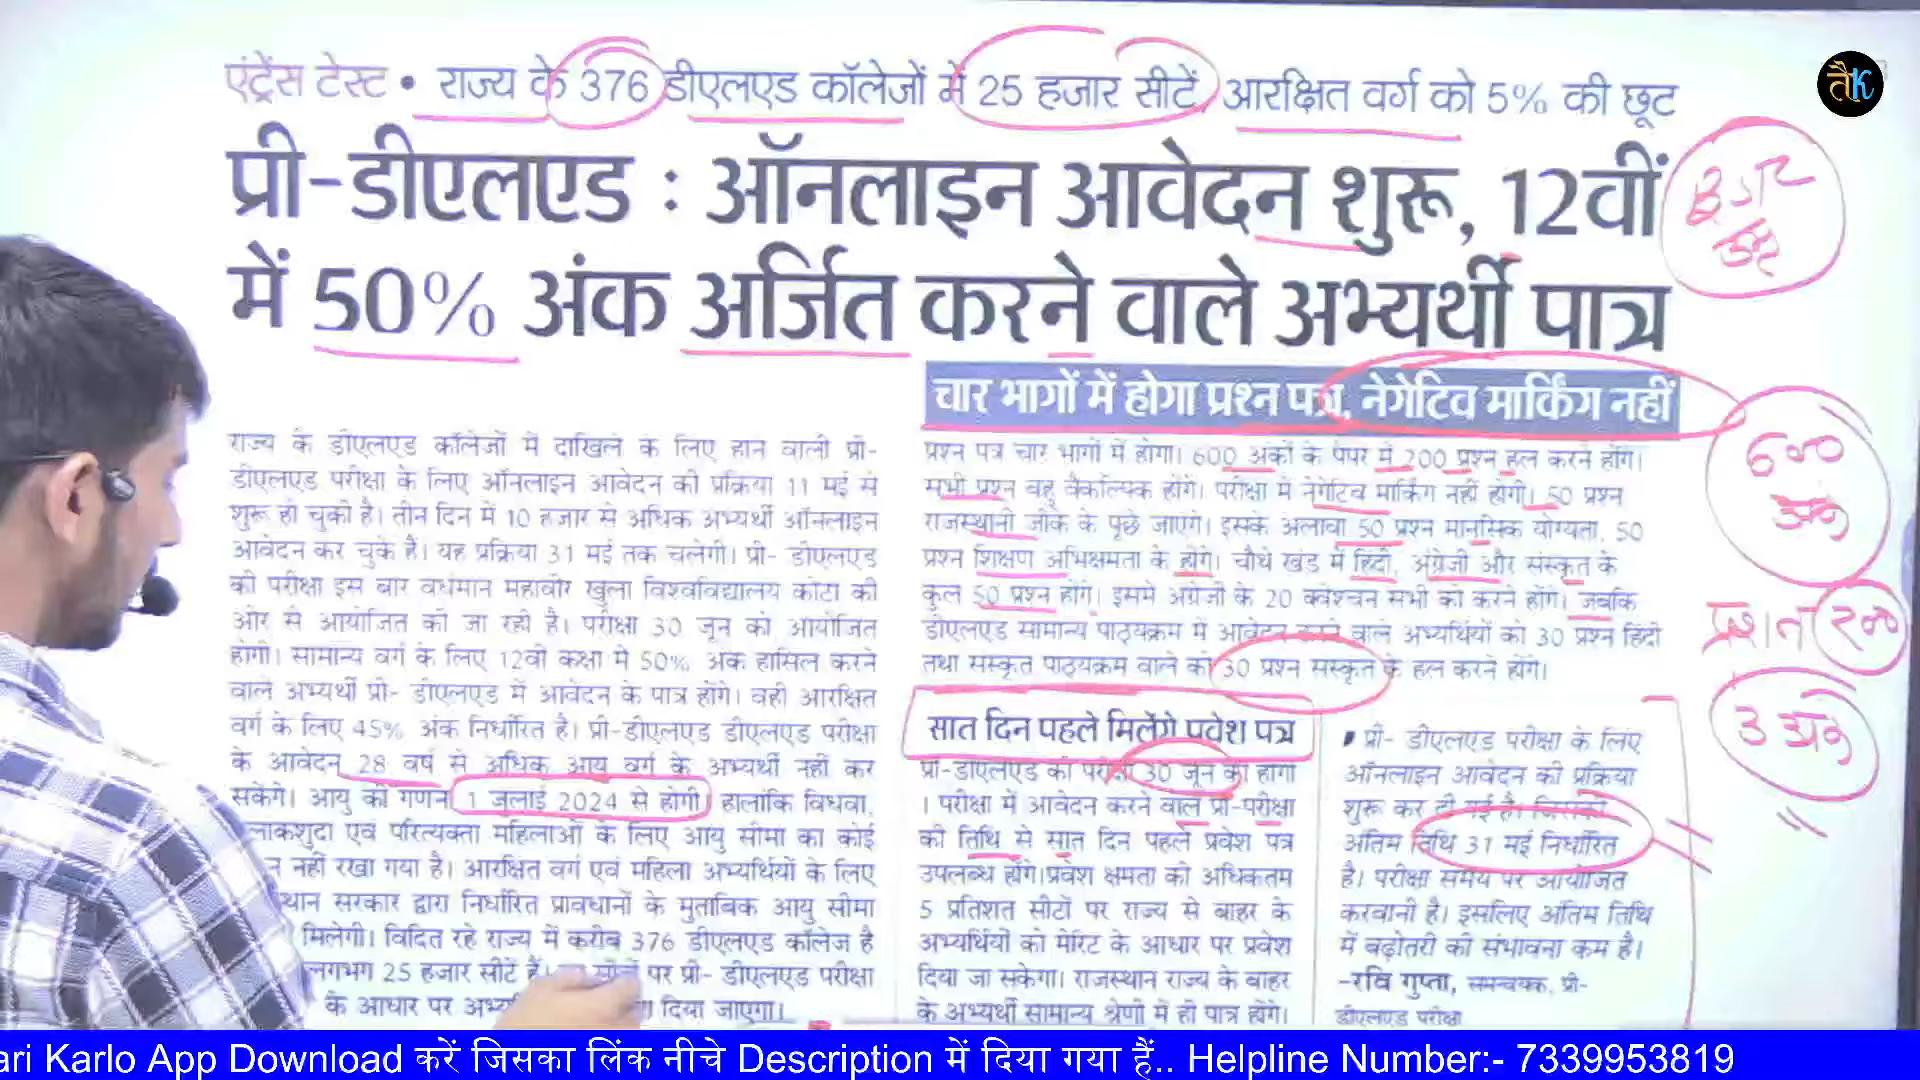 एंट्रेंस टेस्ट • राज्य के 376 डीएलएड कॉलेजों में 25 हजार सीटें, आरक्षित वर्ग को 5% की छूट
तैK
प्री-डीएलएड : ऑनलाइन आवेदन शुरू, 12वीं
में 50% अंक अर्जित करने वाले अभ्यर्थी पात्र
राज्य के डीएलएड कॉलेजों में दाखिले के लिए होने वाली प्री-
डीएलएड परीक्षा के लिए ऑनलाइन आवेदन की प्रक्रिया 11 मई से
शुरू हो चुकी है। तीन दिन में 10 हजार से अधिक अभ्यर्थी ऑनलाइन
आवेदन कर चुके हैं। यह प्रक्रिया 31 मई तक चलेगी। प्री- डीएलएड
की परीक्षा इस बार वर्धमान महावीर खुला विश्वविद्यालय कोटा की
ओर से आयोजित की जा रही है। परीक्षा 30 जून को आयोजित
होगी। सामान्य वर्ग के लिए 12वीं कक्षा में 50% अंक हासिल करने
वाले अभ्यर्थी प्री- डीएलएड में आवेदन के पात्र होंगे। वहीं आरक्षित
वर्ग के लिए 45% अंक निर्धारित है। प्री-डीएलएड डीएलएड परीक्षा
के आवेदन 28 वर्ष से अधिक आयु वर्ग के अभ्यर्थी नहीं कर
सकेंगे। आयु की गणना 1 जुलाई 2024 से होगी। हालांकि विधवा,
लाकशुदा एवं परित्यक्ता महिलाओं के लिए आयु सीमा का कोई
न नहीं रखा गया है। आरक्षित वर्ग एवं महिला अभ्यर्थियों के लिए
स्थान सरकार द्वारा निर्धारित प्रावधानों के मुताबिक आयु सीमा
मिलेगी। विदित रहे राज्य में करीब 376 डीएलएड कॉलेज है
लगभग 25 हजार सीटें हैं। पर प्री- डीएलएड परीक्षा
के आधार पर दिया जाएगा।
चार भागों में होगा प्रश्न पत्र, नेगेटिव मार्किंग नहीं
प्रश्न पत्र चार भागों में होगा। 600 अंकों के पेपर में 200 प्रश्न हल करने होंगे।
सभी प्रश्न बहु वैकल्पिक होंगे। परीक्षा में नेगेटिव मार्किंग नहीं होगी। 50 प्रश्न
राजस्थानी जीके के पूछे जाएंगे। इसके अलावा 50 प्रश्न मानसिक योग्यता, 50
प्रश्न शिक्षण अभिक्षमता के होंगे। चौथे खंड में हिंदी, अंग्रेजी और संस्कृत के
कुल 50 प्रश्न होंगे। इसमें अंग्रेजी के 20 क्वेश्चन सभी को करने होंगे। जबकि
डीएलएड सामान्य पाठ्यक्रम में आवेदन करने वाले अभ्यर्थियों को 30 प्रश्न हिंदी
तथा संस्कृत पाठ्यक्रम वाले को 30 प्रश्न संस्कृत के हल करने होंगे।
सात दिन पहले मिलेंगे प्रवेश पत्र
प्री-डीएलएड की परीक्षा 30 जून को होगी
। परीक्षा में आवेदन करने वाले प्री-परीक्षा
की तिथि से सात दिन पहले प्रवेश पत्र
उपलब्ध होंगे।प्रवेश क्षमता की अधिकतम
5 प्रतिशत सीटों पर राज्य से बाहर के
अभ्यर्थियों को मेरिट के आधार पर प्रवेश
दिया जा सकेगा। राजस्थान राज्य के बाहर
के अभ्यर्थी सामान्य श्रेणी में ही पात्र होंगे।
▪ प्री- डीएलएड परीक्षा के लिए
ऑनलाइन आवेदन की प्रक्रिया
शुरू कर दी गई है। जिसकी
अंतिम तिथि 31 मई निर्धारित
है। परीक्षा समय पर आयोजित
करवानी है। इसलिए अंतिम तिथि
में बढ़ोतरी की संभावना कम है।
-रवि गुप्ता, समन्वयक, प्री-
डीएलएड परीक्षा
600
अंक
प्रश्न 200
3 अंक
ari Karlo App Download करें जिसका लिंक नीचे Description में दिया गया हैं.. Helpline Number:- 7339953819